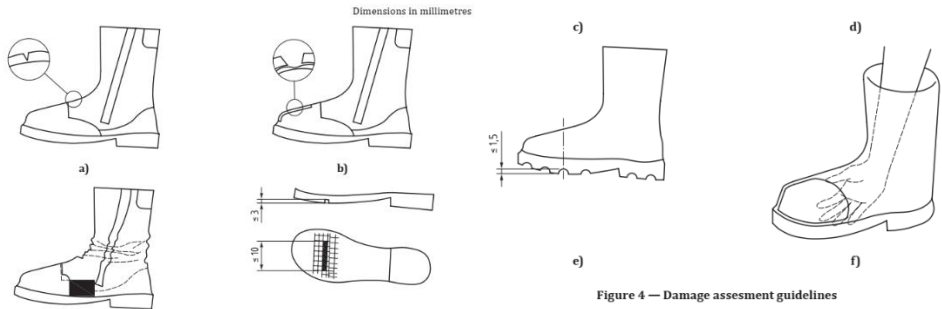 Dimensions in millimetres
c)
d)
≤ 1,5
a)
b)
≤ 3
≤ 10
e)
f)
Figure 4 — Damage assesment guidelines